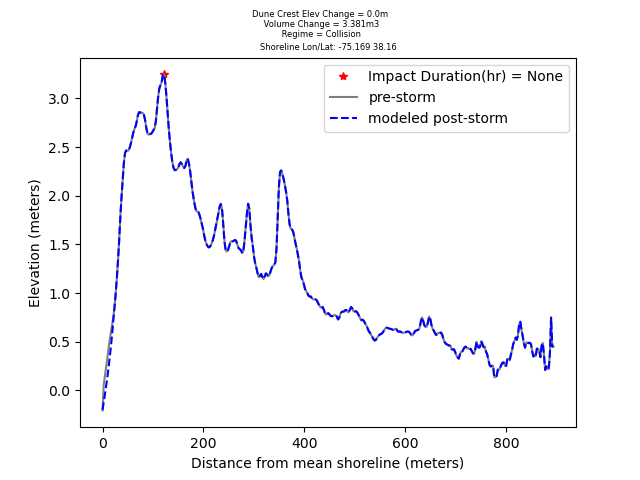 Dune Crest Elev Change = 0.0m
Volume Change = 3.381m3
Regime = Collision
Shoreline Lon/Lat: -75.169 38.16
Impact Duration(hr) = None
pre-storm
modeled post-storm
Elevation (meters)
3.0
2.5
2.0
1.5
1.0
0.5
0.0
0 200 400 600 800
Distance from mean shoreline (meters)